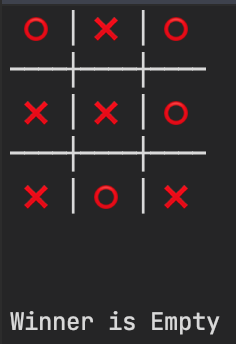 O X O
X X O
X O X
Winner is Empty